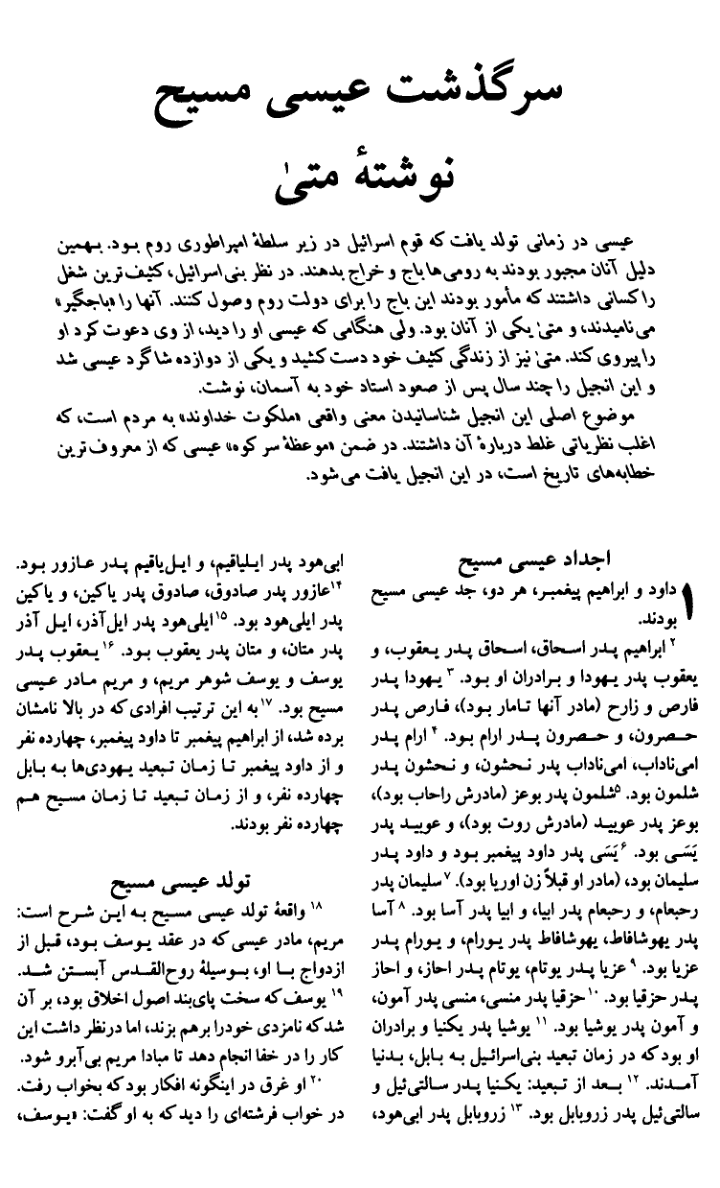 سرگذشت عیسی مسیح
نوشتهٔ متیٰ
عیسی در زمانی تولد یافت که قوم اسرائیل در زیر سلطهٔ امپراطوری روم بود. بهمین
دلیل آنان مجبور بودند به رومی‌ها باج و خراج بدهند. در نظر بنی‌اسرائیل، کثیف‌ترین شغل
را کسانی داشتند که مأمور بودند این باج را برای دولت روم وصول کنند. آنها را «باجگیر»
می‌نامیدند، و متیٰ یکی از آنان بود. ولی هنگامی که عیسی او را دید، از وی دعوت کرد او
را پیروی کند. متیٰ نیز از زندگی کثیف خود دست کشید و یکی از دوازده شاگرد عیسی شد
و این انجیل را چند سال پس از صعود استاد خود به آسمان، نوشت.
موضوع اصلی این انجیل شناسانیدن معنی واقعی «ملکوت خداوند» به مردم است، که
اغلب نظریاتی غلط دربارهٔ آن داشتند. در ضمن «موعظهٔ سر کوه» عیسی که از معروف‌ترین
خطابه‌های تاریخ است، در این انجیل یافت می‌شود.
اجداد عیسی مسیح
۱ داود و ابراهیم پیغمبر، هر دو، جد عیسی مسیح
بودند.
۲ ابراهیم پدر اسحاق، اسحاق پدر یعقوب، و
یعقوب پدر یهودا و برادران او بود. ۳ یهودا پدر
فارص و زارح (مادر آنها تامار بود)، فارص پدر
حصرون، و حصرون پدر ارام بود. ۴ ارام پدر
امی‌ناداب، امی‌ناداب پدر نحشون، و نحشون پدر
شلمون بود. ۵شلمون پدر بوعز (مادرش راحاب بود)،
بوعز پدر عوبید (مادرش روت بود)، و عوبید پدر
یَسَی بود. ۶ یَسَی پدر داود پیغمبر بود و داود پدر
سلیمان بود، (مادر او قبلاً زن اوریا بود). ۷سلیمان پدر
رحبعام، و رحبعام پدر ابیا، و ابیا پدر آسا بود. ۸ آسا
پدر یهوشافاط، یهوشافاط پدر یورام، و یورام پدر
عزیا بود. ۹ عزیا پدر یوتام، یوتام پدر احاز، و احاز
پدر حزقیا بود. ۱۰ حزقیا پدر منسی، منسی پدر آمون،
و آمون پدر یوشیا بود. ۱۱ یوشیا پدر یکنیا و برادران
او بود که در زمان تبعید بنی‌اسرائیل به بابل، بدنیا
آمدند. ۱۲ بعد از تبعید: یکنیا پدر سالتی‌ئیل و
سالتی‌ئیل پدر زروبابل بود. ۱۳ زروبابل پدر ابی‌هود،
ابی‌هود پدر ایلیاقیم، و ایل‌یاقیم پدر عازور بود.
۱۴عازور پدر صادوق، صادوق پدر یاکین، و یاکین
پدر ایلی‌هود بود. ۱۵ایلی‌هود پدر ایل‌آذر، ایل آذر
پدر متان، و متان پدر یعقوب بود. ۱۶ یعقوب پدر
یوسف و یوسف شوهر مریم، و مریم مادر عیسی
مسیح بود. ۱۷به این ترتیب افرادی که در بالا نامشان
برده شد، از ابراهیم پیغمبر تا داود پیغمبر، چهارده نفر
و از داود پیغمبر تا زمان تبعید یهودی‌ها به بابل
چهارده نفر، و از زمان تبعید تا زمان مسیح هم
چهارده نفر بودند.
تولد عیسی مسیح
۱۸ واقعهٔ تولد عیسی مسیح به این شرح است:
مریم، مادر عیسی که در عقد یوسف بود، قبل از
ازدواج با او، بوسیلهٔ روح‌القدس آبستن شد.
۱۹ یوسف که سخت پای‌بند اصول اخلاق بود، بر آن
شد که نامزدی خودرا برهم بزند، اما درنظر داشت این
کار را در خفا انجام دهد تا مبادا مریم بی‌آبرو شود.
۲۰ او غرق در اینگونه افکار بود که بخواب رفت.
در خواب فرشته‌ای را دید که به او گفت: «یوسف،